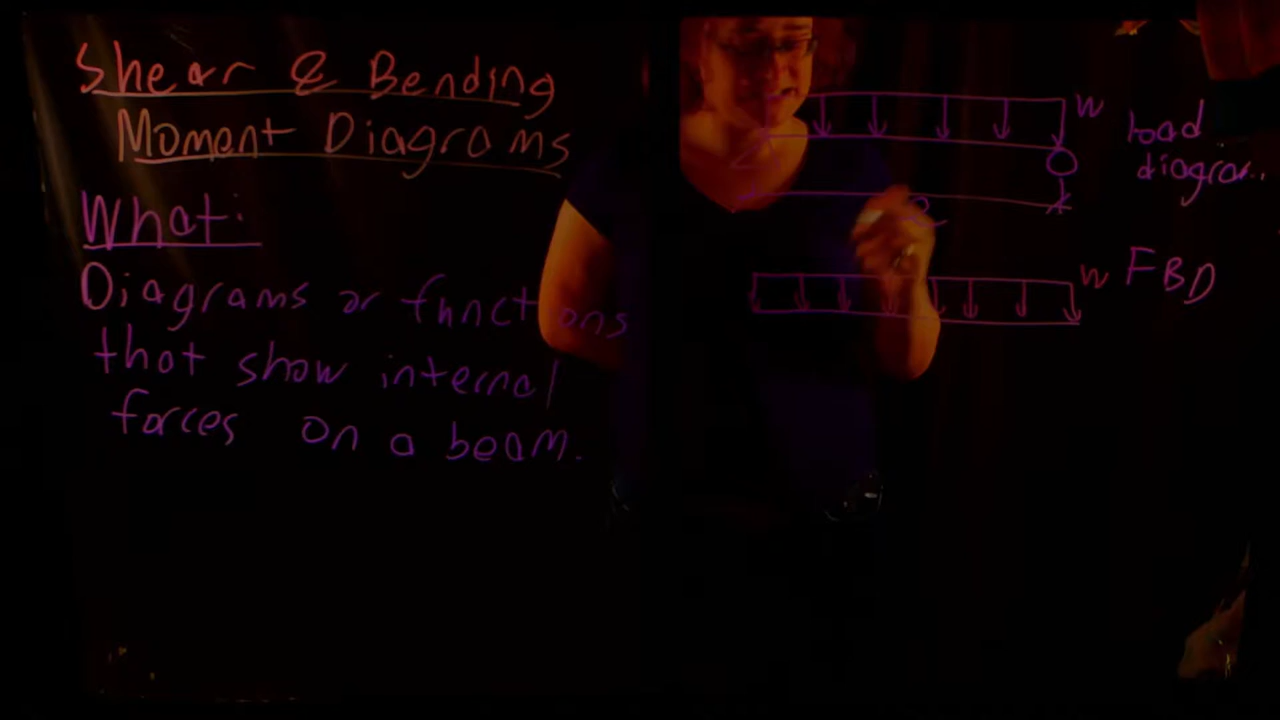 Shear & Bending
Moment Diagrams
What:
Diagrams or functions
that show internal
forces on a beam.
w
load
diagram..
l
w FBD